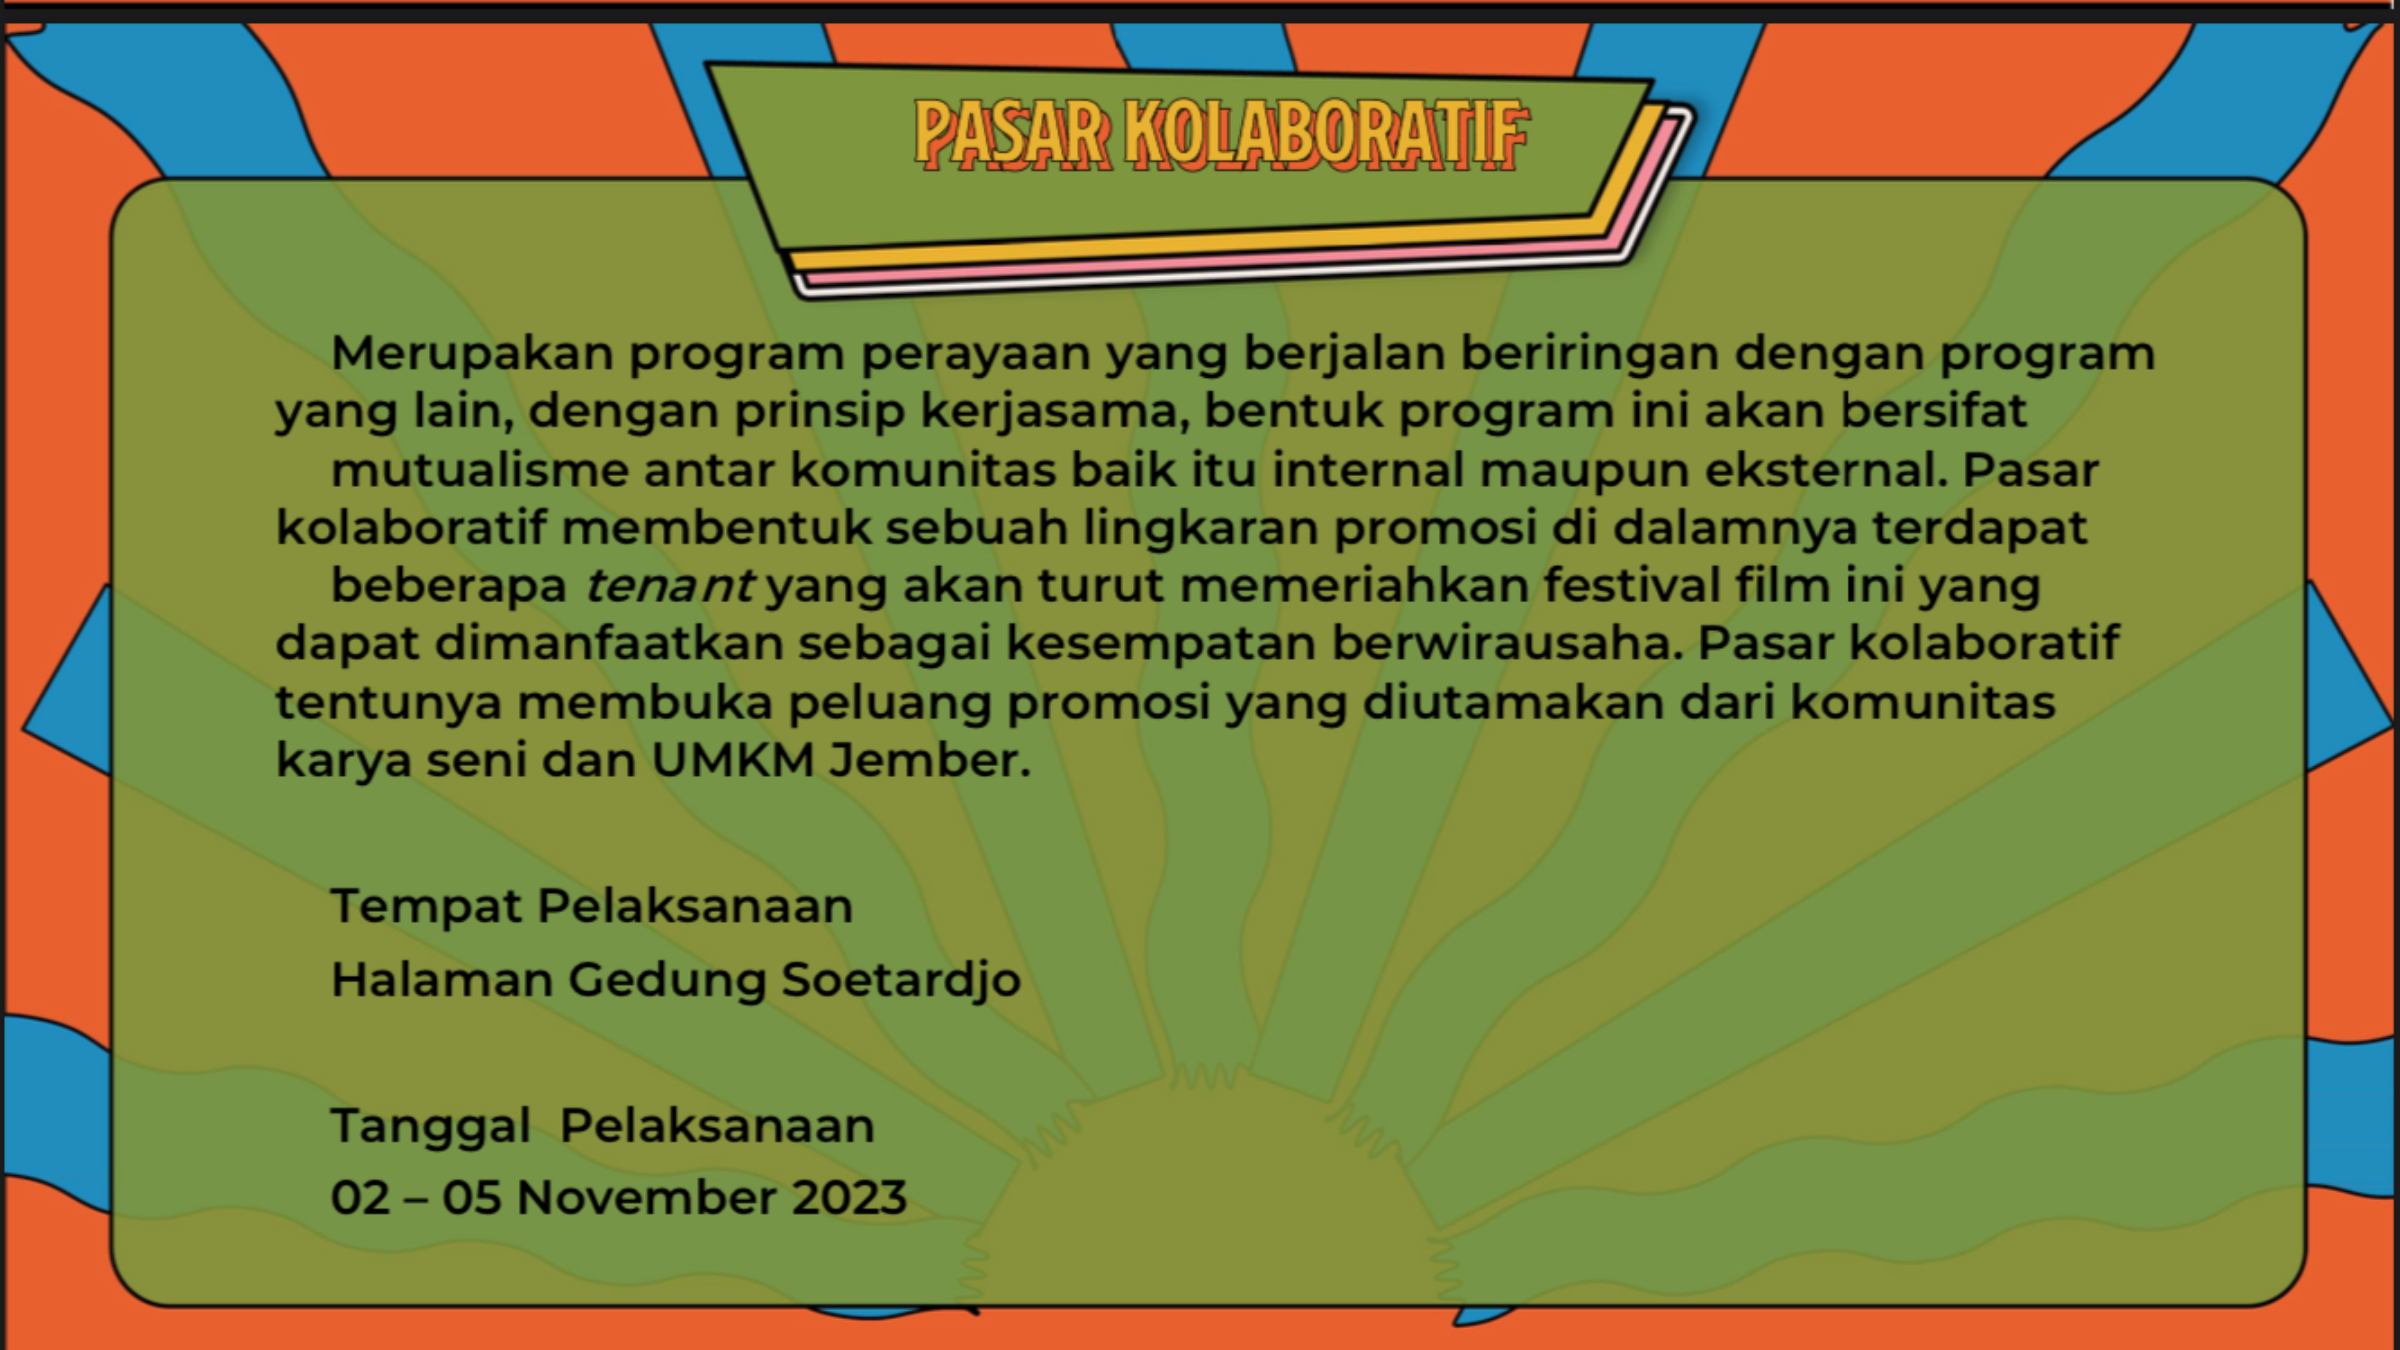 PASAR KOLABORATIF
Merupakan program perayaan yang berjalan beriringan dengan program
yang lain, dengan prinsip kerjasama, bentuk program ini akan bersifat
mutualisme antar komunitas baik itu internal maupun eksternal. Pasar
kolaboratif membentuk sebuah lingkaran promosi di dalamnya terdapat
beberapa tenant yang akan turut memeriahkan festival film ini yang
dapat dimanfaatkan sebagai kesempatan berwirausaha. Pasar kolaboratif
tentunya membuka peluang promosi yang diutamakan dari komunitas
karya seni dan UMKM Jember.
Tempat Pelaksanaan
Halaman Gedung Soetardjo
Tanggal  Pelaksanaan
02 – 05 November 2023